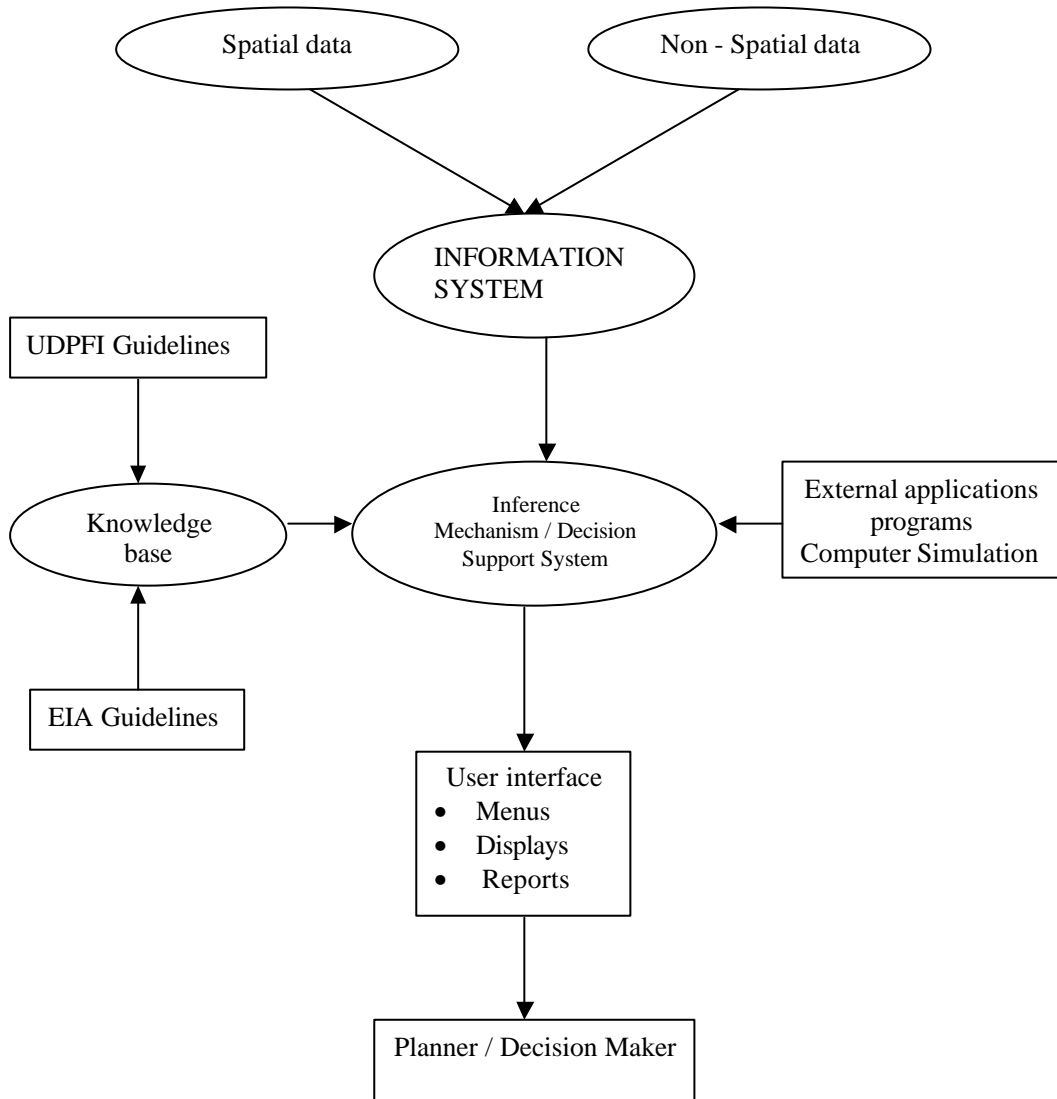 Spatial data
Non - Spatial data
INFORMATION
SYSTEM
UDPFI Guidelines
Knowledge
base
EIA Guidelines
Inference
Mechanism / Decision
Support System
External applications
programs
Computer Simulation
User interface
• Menus
• Displays
• Reports
Planner / Decision Maker